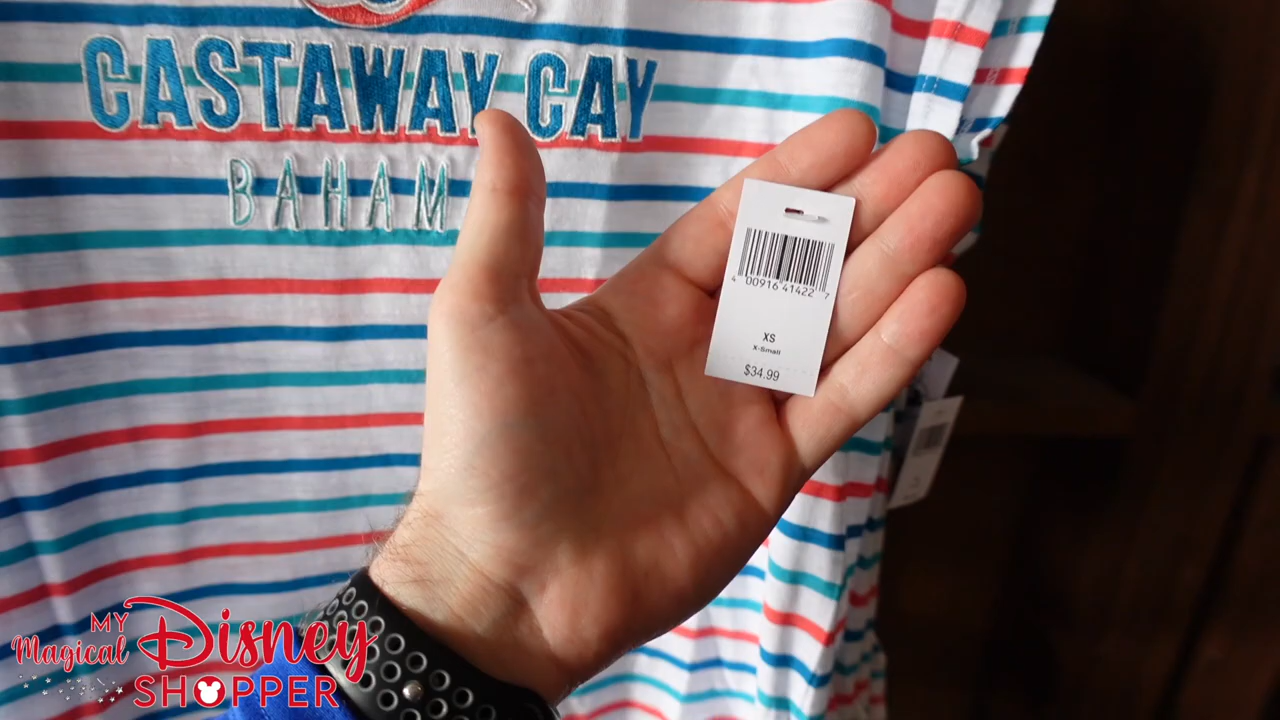 CASTAWAY CAY
BAHAM
4 00916 41422 7
XS
X-Small
$34.99
MY
Magical Disney
SHOPPER